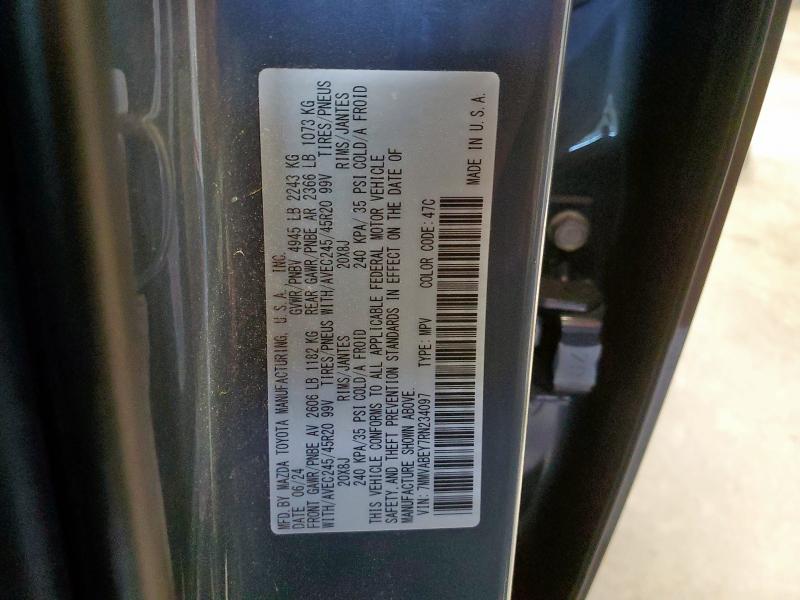 MFD. BY MAZDA TOYOTA MANUFACTURING, U.S.A., INC.
DATE 06/24 GVWR/PNBV 4945 LB 2243 KG
FRONT GAWR/PNBE AV 2606 LB 1182 KG REAR GAWR/PNBE AR 2366 LB 1073 KG
WITH/AVEC245/45R20 99V TIRES/PNEUS WITH/AVEC245/45R20 99V TIRES/PNEUS
20X8J RIMS/JANTES 20X8J RIMS/JANTES
240 KPA/35 PSI COLD/A FROID 240 KPA/ 35 PSI COLD/A FROID
THIS VEHICLE CONFORMS TO ALL APPLICABLE FEDERAL MOTOR VEHICLE
SAFETY AND THEFT PREVENTION STANDARDS IN EFFECT ON THE DATE OF
MANUFACTURE SHOWN ABOVE.
VIN: 7MMVABEY7RN234097 TYPE: MPV COLOR CODE: 47C
MADE IN U.S.A.